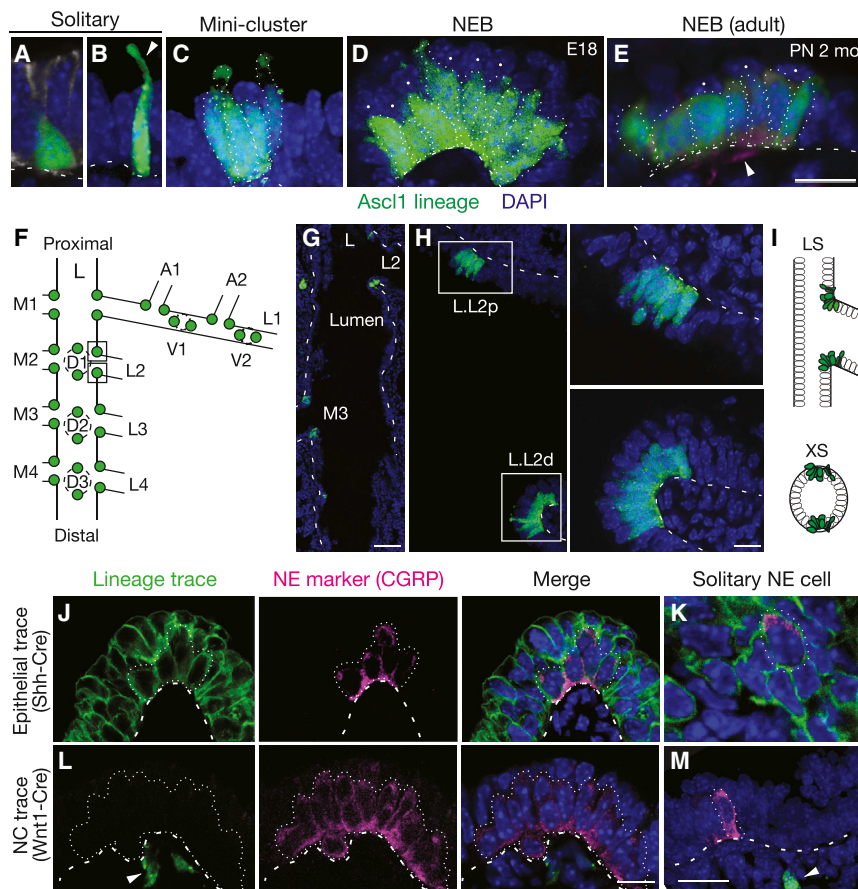 Solitary
Mini-cluster
NEB
NEB (adult)
A
B
C
D
E18
E
PN 2 mo
Ascl1 lineage
DAPI
F
Proximal
L
A1
A2
M1
L1
V1
V2
M2
D1
L2
M3
D2
L3
M4
D3
L4
Distal
G
L
L2
Lumen
M3
H
L.L2p
L.L2d
I
LS
XS
Lineage trace
NE marker (CGRP)
Merge
Solitary NE cell
Epithelial trace
(Shh-Cre)
J
K
NC trace
(Wnt1-Cre)
L
M